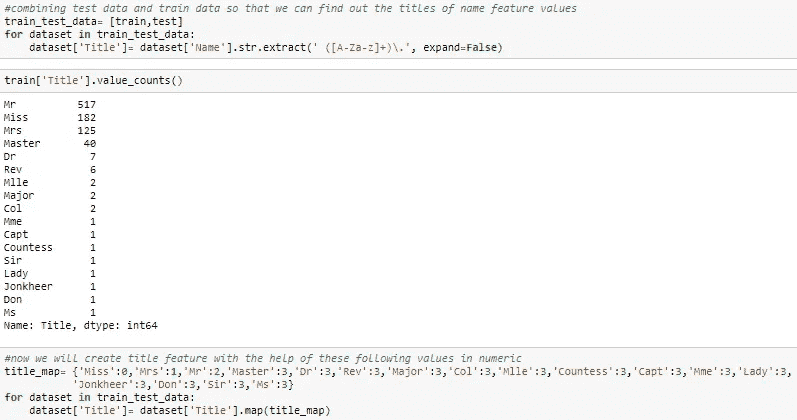 #combining test data and train data so that we can find out the titles of name feature values
train_test_data= [train,test]
for dataset in train_test_data:
    dataset['Title']= dataset['Name'].str.extract(' ([A-Za-z]+)\.', expand=False)
train['Title'].value_counts()
Mr          517
Miss        182
Mrs         125
Master       40
Dr            7
Rev           6
Mlle          2
Major         2
Col           2
Mme           1
Capt          1
Countess      1
Sir           1
Lady          1
Jonkheer      1
Don           1
Ms            1
Name: Title, dtype: int64
#now we will create title feature with the help of these following values in numeric
title_map= {'Miss':0,'Mrs':1,'Mr':2,'Master':3,'Dr':3,'Rev':3,'Major':3,'Col':3,'Mlle':3,'Countess':3,'Capt':3,'Mme':3,'Lady':3,
           'Jonkheer':3,'Don':3,'Sir':3,'Ms':3}
for dataset in train_test_data:
    dataset['Title']= dataset['Title'].map(title_map)